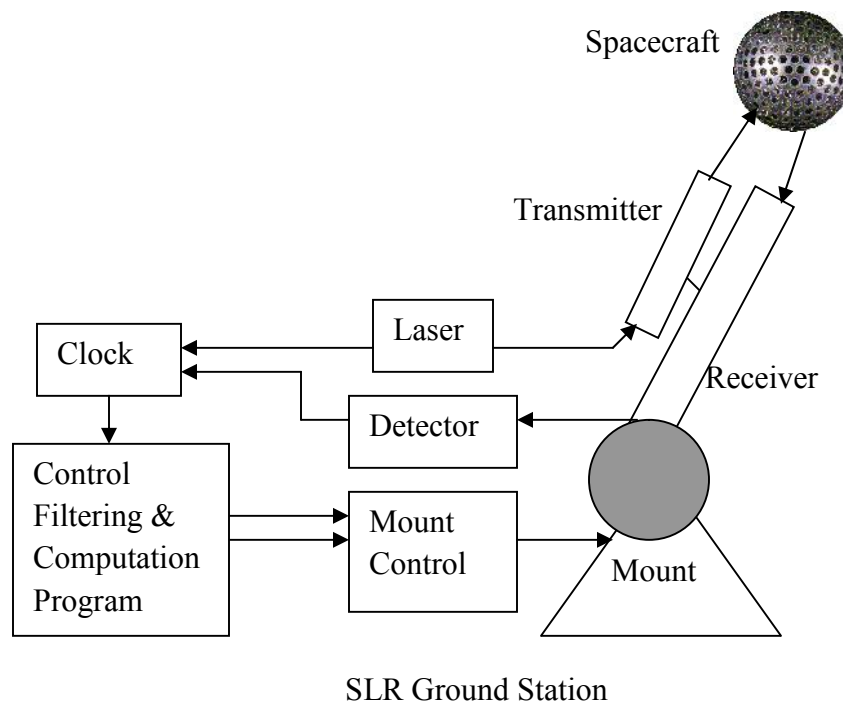 Spacecraft
Transmitter
Laser
Clock
Receiver
Detector
Control
Filtering &
Computation
Program
Mount
Control
Mount
SLR Ground Station